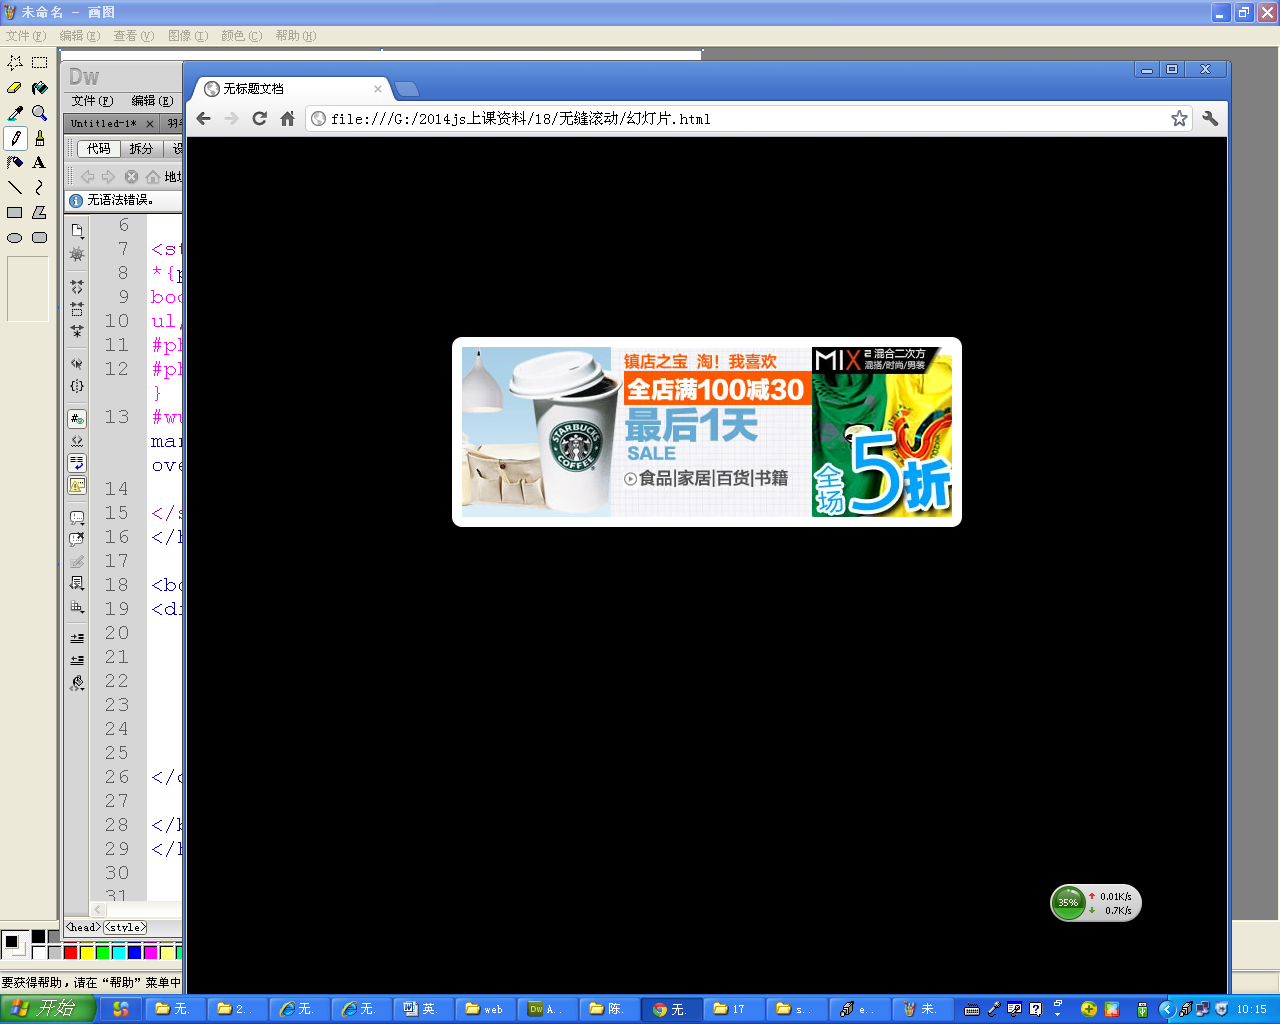 未命名 - 画图
文件(F) 编辑(E) 查看(V) 图像(I) 颜色(C) 帮助(H)
Dw
文件(F) 编辑(E)
Untitled-1*
代码 拆分
无语法错误。
6
7 <st
8 *{p
9 boo
10 ul,
11 #ph
12 #ph
}
13 #wu
mar
ove
14
15 </s
16 </h
17
18 <bo
19 <di
20
21
22
23
24
25
26 </d
27
28 </b
29 </h
30
31
<head> <style>
要获得帮助，请在“帮助”菜单中
无标题文档
file:///G:/2014js上课资料/18/无缝滚动/幻灯片.html
STARBUCKS
COFFEE
镇店之宝 淘！我喜欢
全店满100减30
最后1天
SALE
食品|家居|百货|书籍
MIX 混合二次方
混搭/时尚/男装
全场 5折
35%
0.01K/s
0.7K/s
开始 无. 2.. 无. 无. 英. web A.. 陈. 无. 17 s.. e.. 未. 10:15